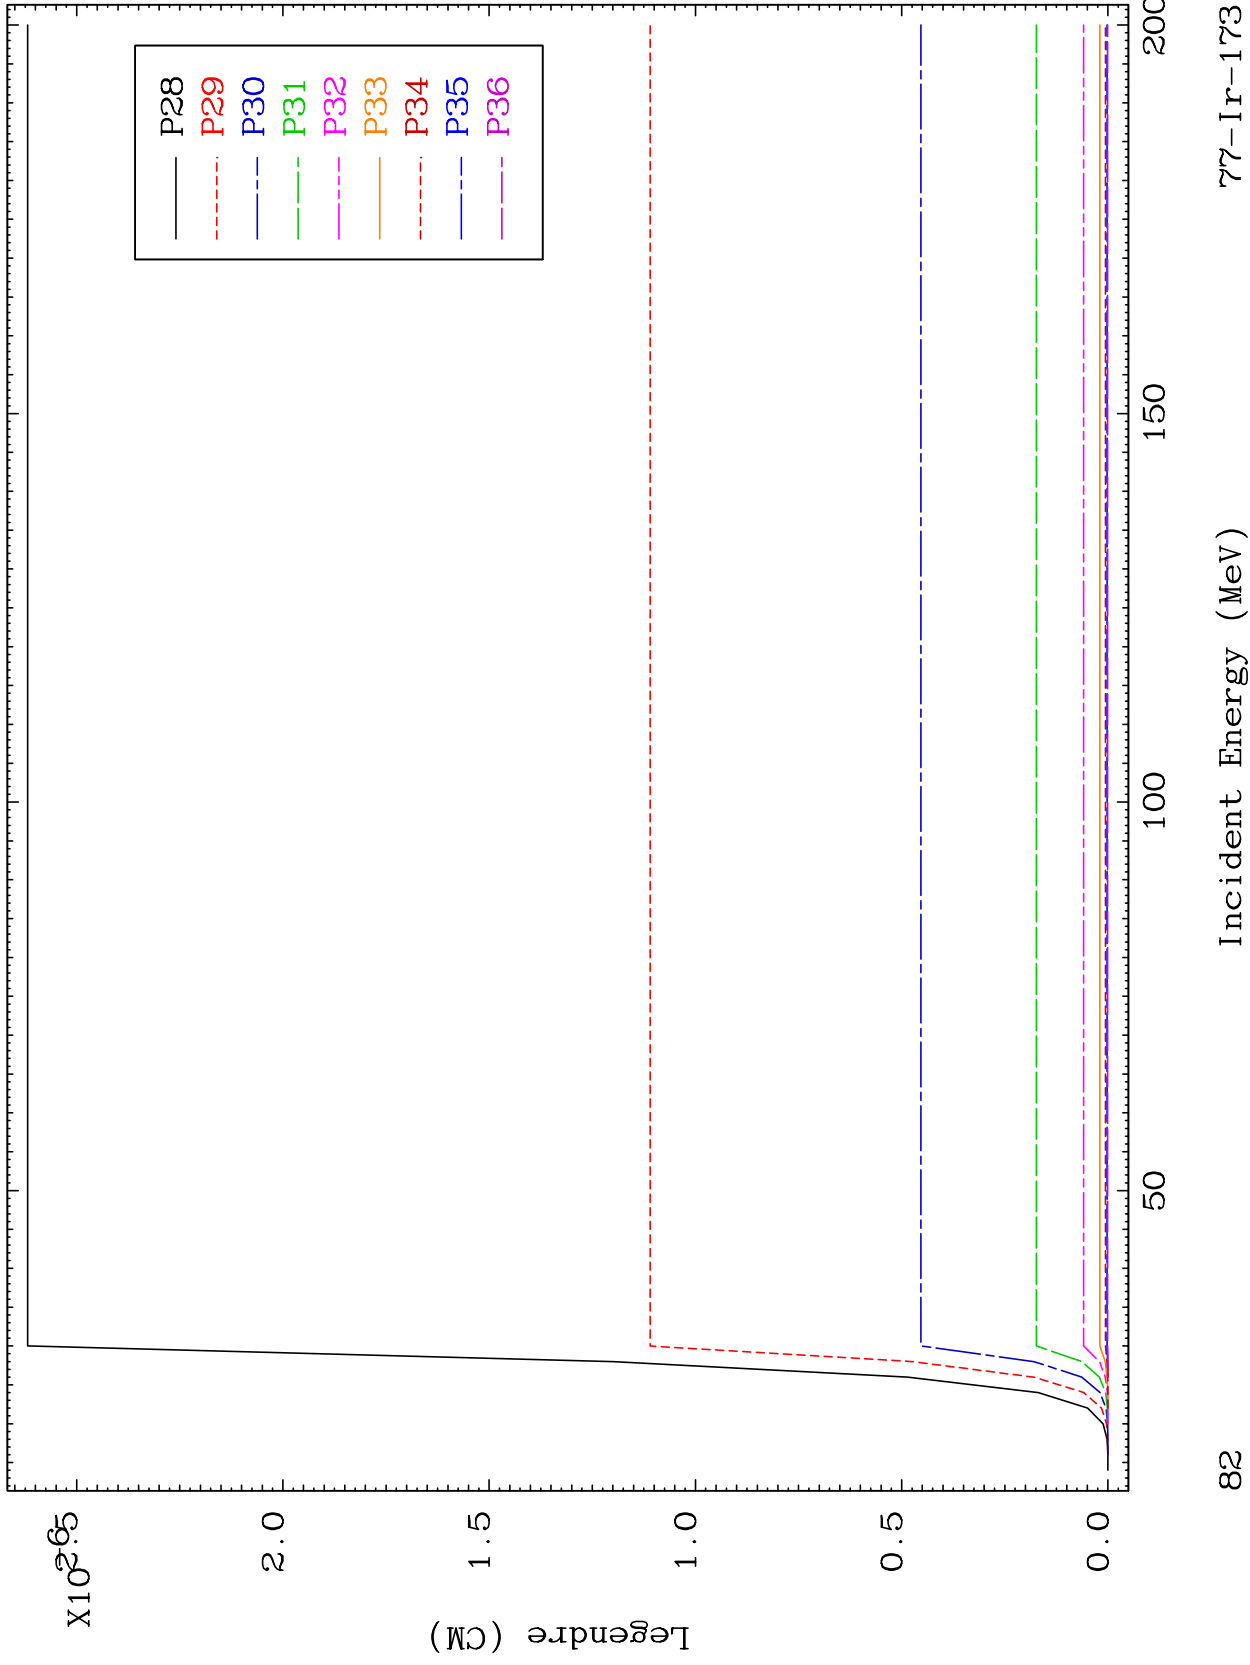 X10-6
2.5
2.0
1.5
1.0
0.5
0.0
Legendre (CM)
P28
P29
P30
P31
P32
P33
P34
P35
P36
50
100
150
200
Incident Energy (MeV)
82
77-Ir-173